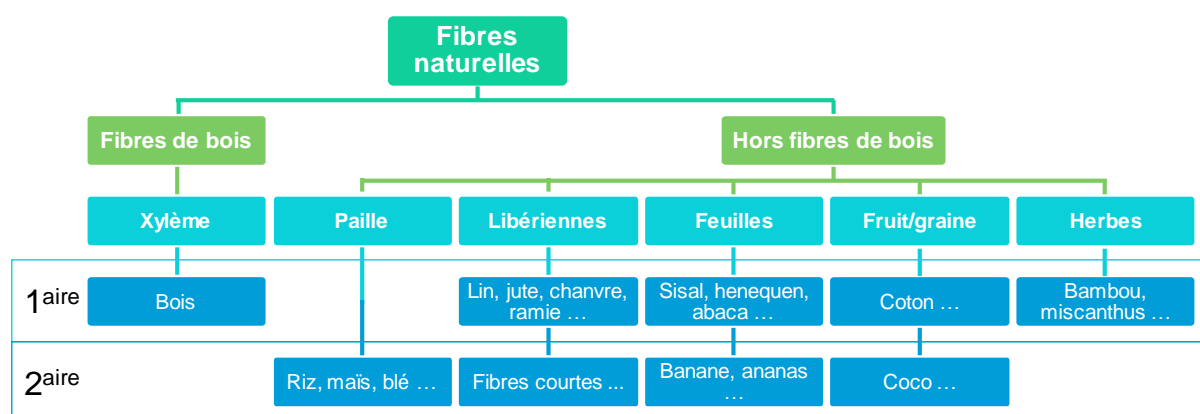 Fibres
naturelles
Fibres de bois
Hors fibres de bois
Xylème
Paille
Libériennes
Feuilles
Fruit/graine
Herbes
1aire
Bois
Lin, jute, chanvre,
ramie …
Sisal, henequen,
abaca …
Coton …
Bambou,
miscanthus …
2aire
Riz, maïs, blé …
Fibres courtes ...
Banane, ananas
…
Coco …